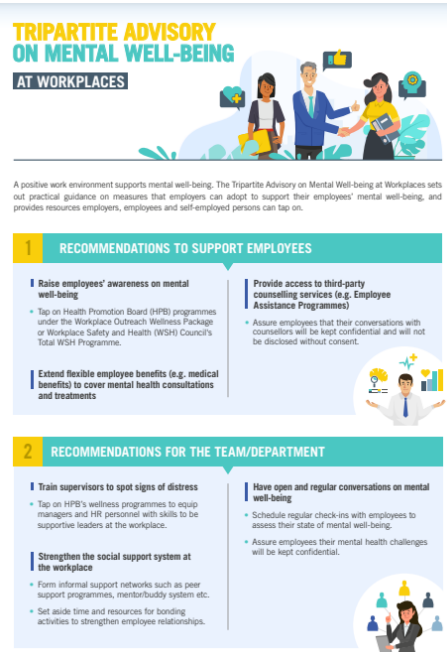 TRIPARTITE ADVISORY
ON MENTAL WELL-BEING
AT WORKPLACES
A positive work environment supports mental well-being. The Tripartite Advisory on Mental Well-being at Workplaces sets
out practical guidance on measures that employers can adopt to support their employees' mental well-being, and
provides resources employers, employees and self-employed persons can tap on.
1 RECOMMENDATIONS TO SUPPORT EMPLOYEES
Raise employees' awareness on mental
well-being
• Tap on Health Promotion Board (HPB) programmes
under the Workplace Outreach Wellness Package
or Workplace Safety and Health (WSH) Council's
Total WSH Programme.
Extend flexible employee benefits (e.g. medical
benefits) to cover mental health consultations
and treatments
Provide access to third-party
counselling services (e.g. Employee
Assistance Programmes)
• Assure employees that their conversations with
counsellors will be kept confidential and will not
be disclosed without consent.
2 RECOMMENDATIONS FOR THE TEAM/DEPARTMENT
Train supervisors to spot signs of distress
• Tap on HPB's wellness programmes to equip
managers and HR personnel with skills to be
supportive leaders at the workplace.
Strengthen the social support system at
the workplace
• Form informal support networks such as peer
support programmes, mentor/buddy system etc.
• Set aside time and resources for bonding
activities to strengthen employee relationships.
Have open and regular conversations on mental
well-being
• Schedule regular check-ins with employees to
assess their state of mental well-being.
• Assure employees their mental health challenges
will be kept confidential.